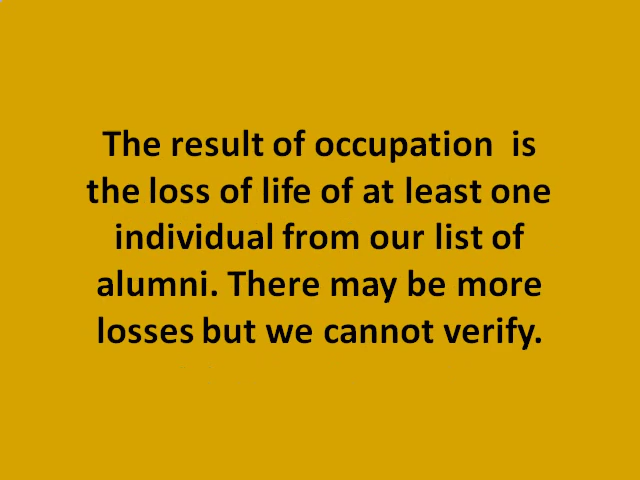 The result of occupation is
the loss of life of at least one
individual from our list of
alumni. There may be more
losses but we cannot verify.